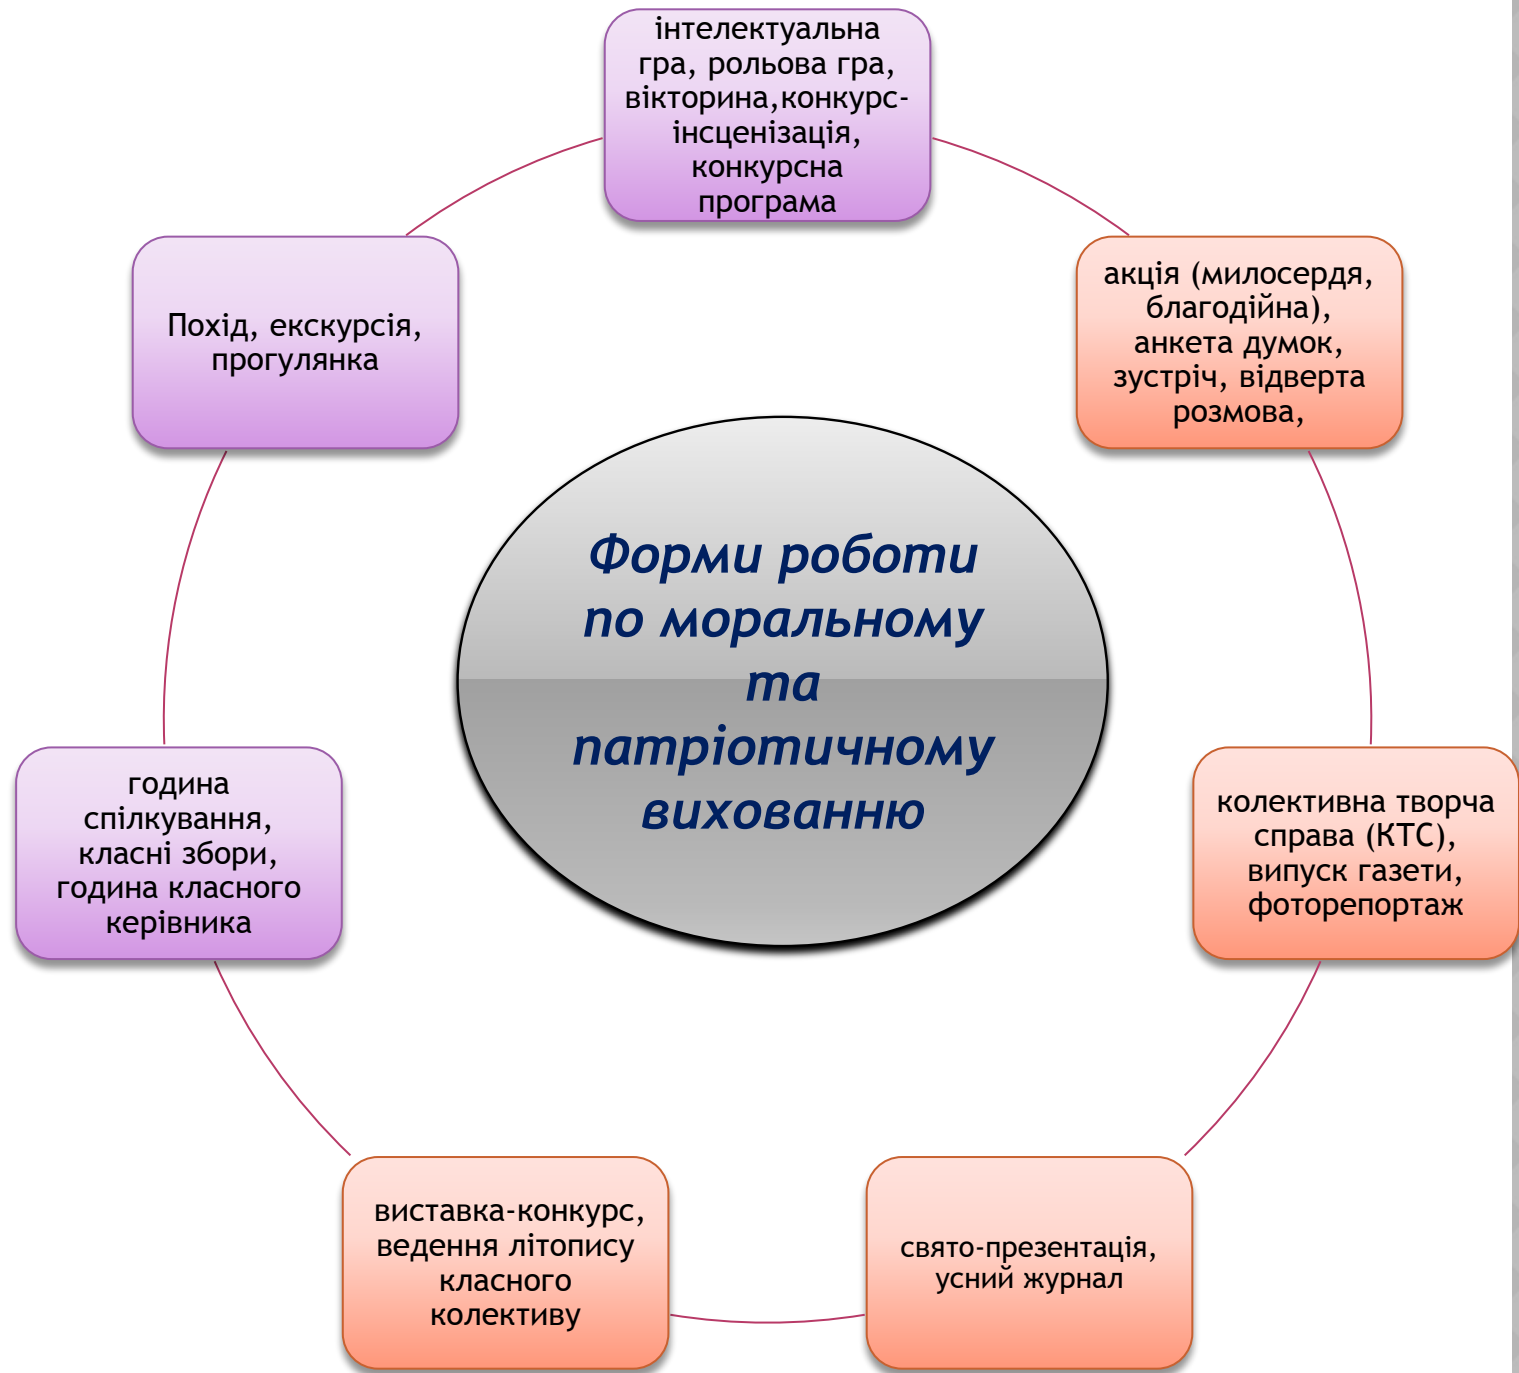 інтелектуальна
гра, рольова гра,
вікторина,конкурс-
інсценізація,
конкурсна
програма
акція (милосердя,
благодійна),
анкета думок,
зустріч, відверта
розмова,
колективна творча
справа (КТС),
випуск газети,
фоторепортаж
свято-презентація,
усний журнал
виставка-конкурс,
ведення літопису
класного
колективу
година
спілкування,
класні збори,
година класного
керівника
Похід, екскурсія,
прогулянка
Форми роботи
по моральному
та
патріотичному
вихованню